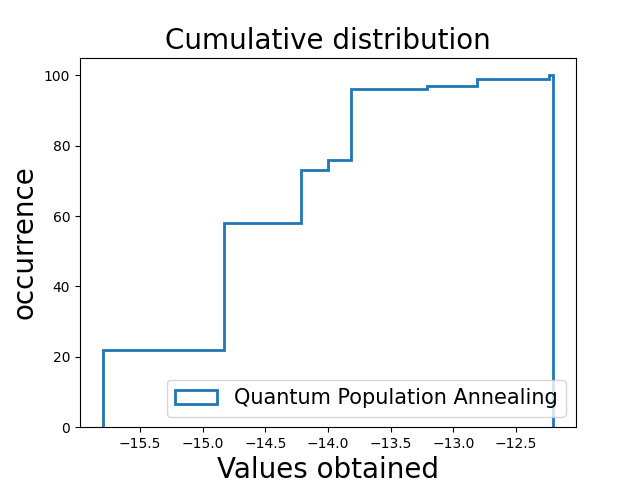 Cumulative distribution
occurrence
100
80
60
40
20
0
Quantum Population Annealing
−15.5 −15.0 −14.5 −14.0 −13.5 −13.0 −12.5
Values obtained